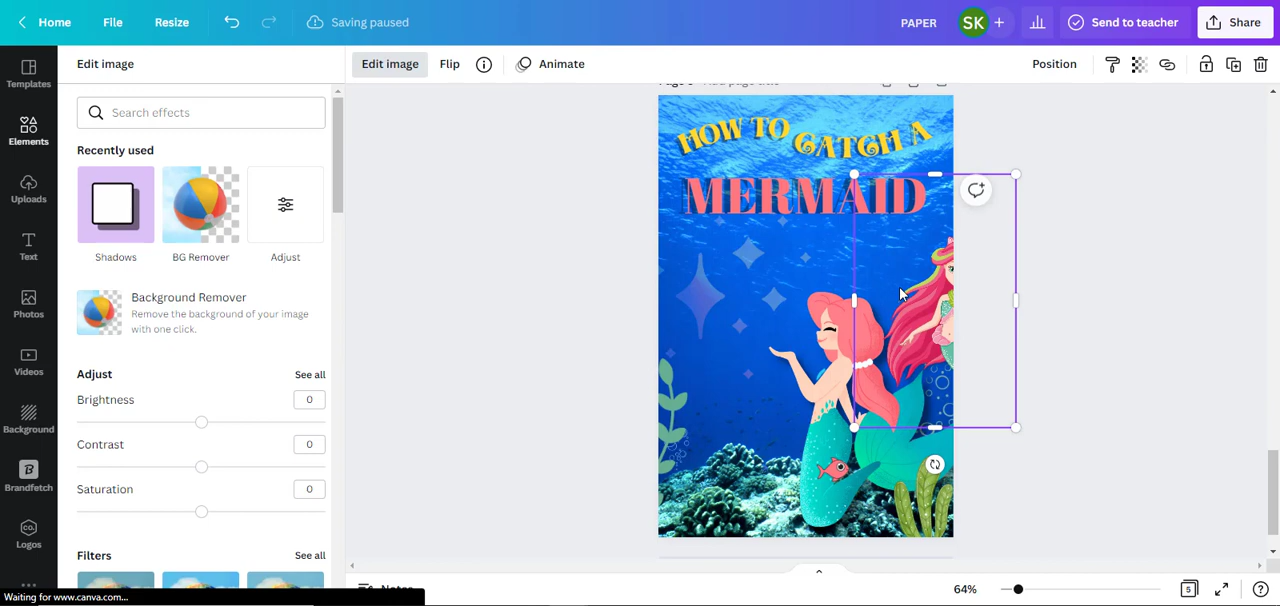 Home
File
Resize
Saving paused
PAPER
SK
+
Send to teacher
Share
Templates
Elements
Uploads
Text
Photos
Videos
Background
Brandfetch
CO.
Logos
Edit image
Search effects
Recently used
Shadows
BG Remover
Adjust
Background Remover
Remove the background of your image
with one click.
Adjust
See all
Brightness
0
Contrast
0
Saturation
0
Filters
See all
Waiting for www.canva.com...
Edit image
Flip
Animate
Position
HOW TO CATCH A
MERMAID
Notes
64%
5